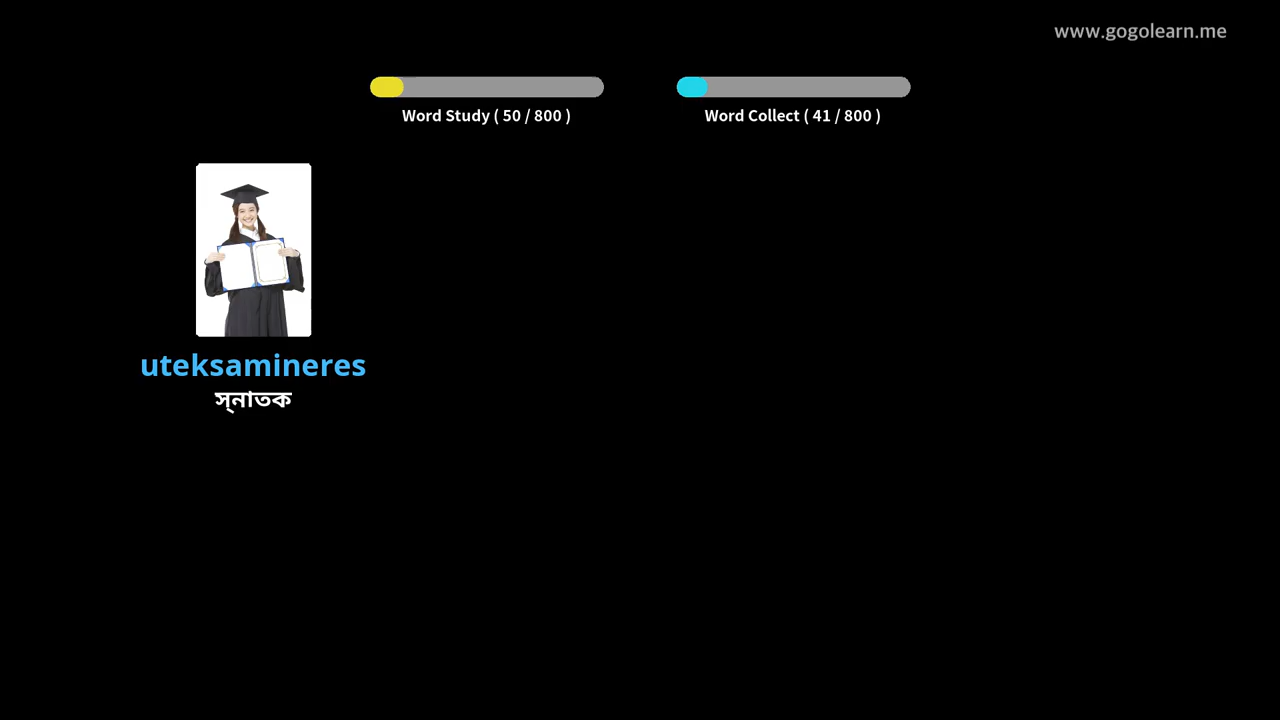 www.gogolearn.me
Word Study ( 50 / 800 )
Word Collect ( 41 / 800 )
uteksamineres
স্নাতক